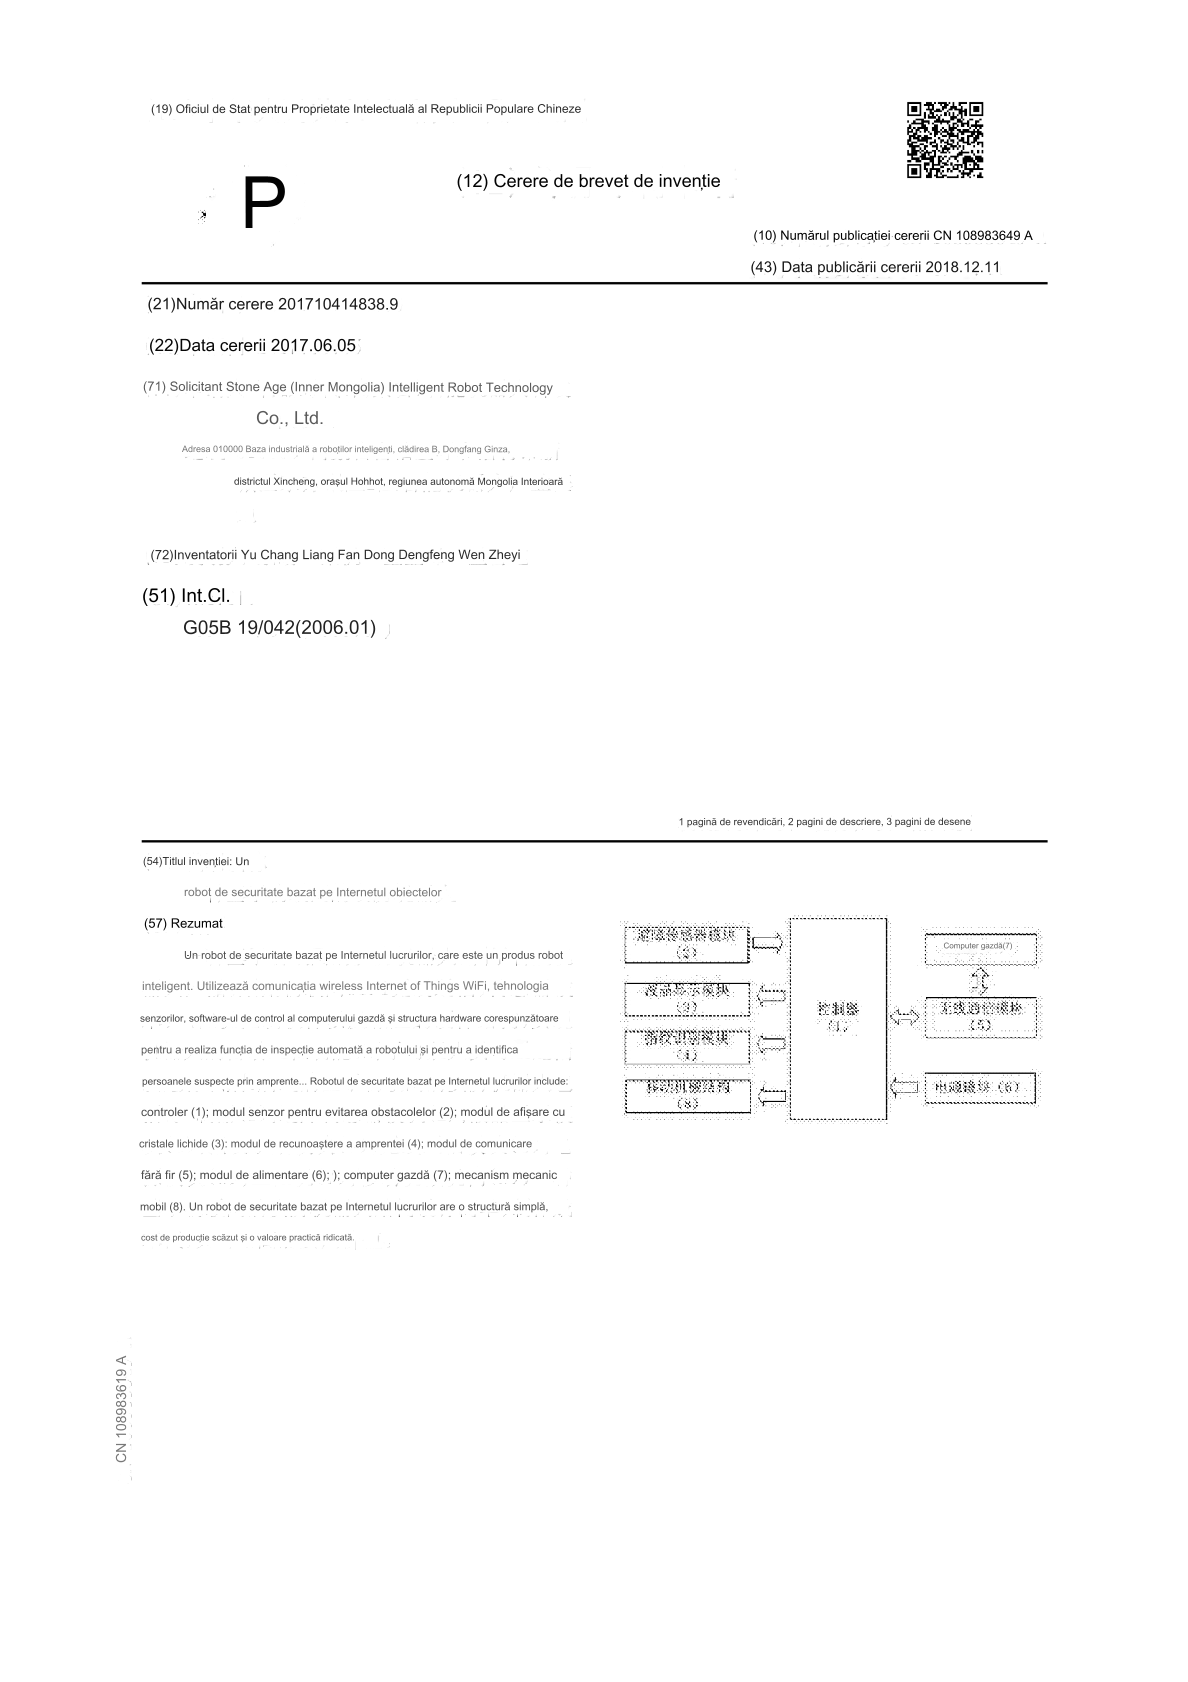 (19) Oficiul de Stat pentru Proprietate Intelectuală al Republicii Populare Chineze
P
(12) Cerere de brevet de invenție
(10) Numărul publicației cererii CN 108983649 A
(43) Data publicării cererii 2018.12.11
(21)Număr cerere 201710414838.9
(22)Data cererii 2017.06.05
(71) Solicitant Stone Age (Inner Mongolia) Intelligent Robot Technology
Co., Ltd.
Adresa 010000 Baza industrială a roboților inteligenți, clădirea B, Dongfang Ginza,
districtul Xincheng, orașul Hohhot, regiunea autonomă Mongolia Interioară
(72)Inventatorii Yu Chang Liang Fan Dong Dengfeng Wen Zheyi
(51) Int.Cl.
G05B 19/042(2006.01)
1 pagină de revendicări, 2 pagini de descriere, 3 pagini de desene
(54)Titlul invenției: Un
robot de securitate bazat pe Internetul obiectelor
(57) Rezumat
Un robot de securitate bazat pe Internetul lucrurilor, care este un produs robot
inteligent. Utilizează comunicația wireless Internet of Things WiFi, tehnologia
senzorilor, software-ul de control al computerului gazdă și structura hardware corespunzătoare
pentru a realiza funcția de inspecție automată a robotului și pentru a identifica
persoanele suspecte prin amprente... Robotul de securitate bazat pe Internetul lucrurilor include:
controler (1); modul senzor pentru evitarea obstacolelor (2); modul de afișare cu
cristale lichide (3): modul de recunoaștere a amprentei (4); modul de comunicare
fără fir (5); modul de alimentare (6); ); computer gazdă (7); mecanism mecanic
mobil (8). Un robot de securitate bazat pe Internetul lucrurilor are o structură simplă,
cost de producție scăzut și o valoare practică ridicată.
Computer gazdă(7)
控制器
(1)
(3)
(5)
(6)
(8)
CN 108983619 A